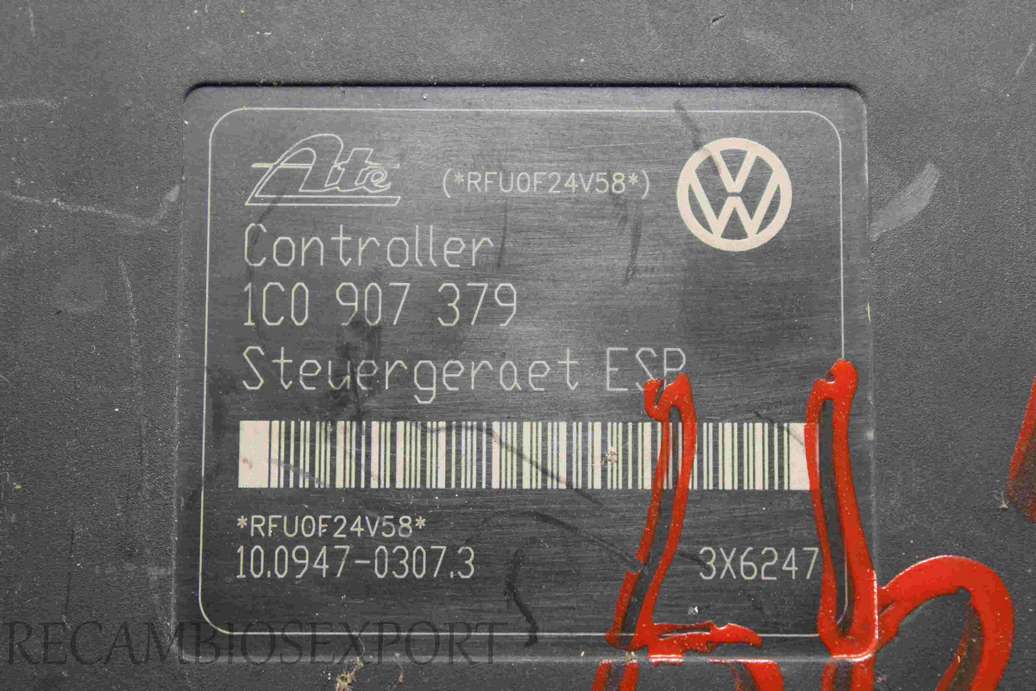 Ate (*RFU0F24V58*)
Controller
1C0 907 379
Steuergeraet ESP
*RFU0F24V58*
10.0947-0307.3 3X6247
RECAMBIOSEXPORT